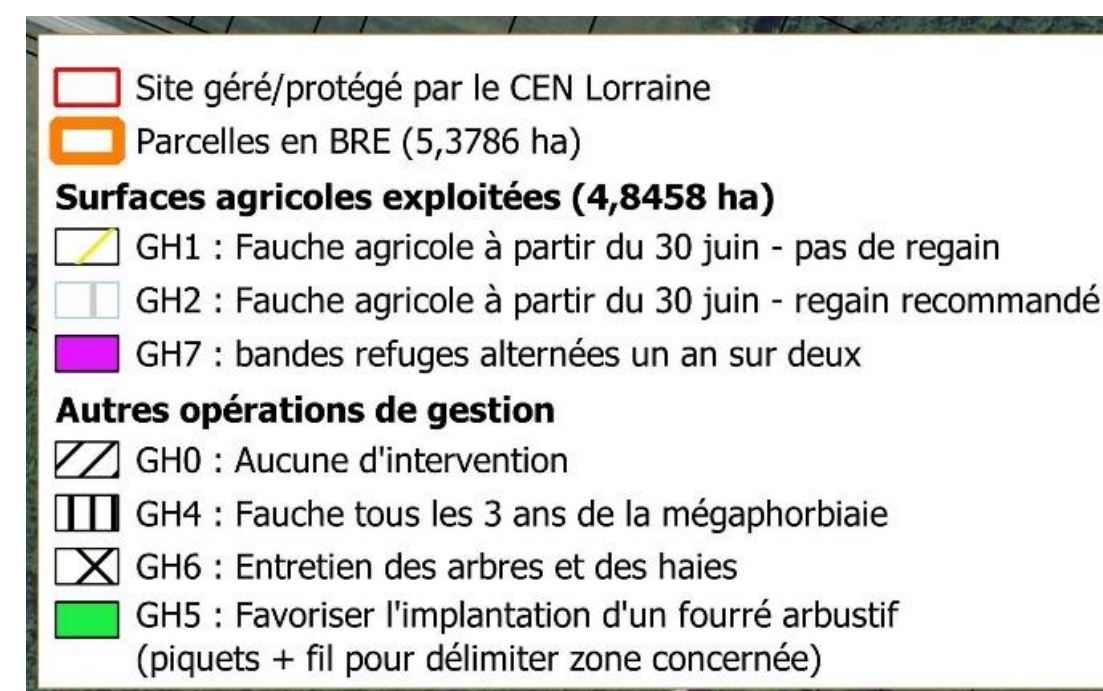 Site géré/protégé par le CEN Lorraine
Parcelles en BRE (5,3786 ha)
Surfaces agricoles exploitées (4,8458 ha)
GH1 : Fauche agricole à partir du 30 juin - pas de regain
GH2 : Fauche agricole à partir du 30 juin - regain recommandé
GH7 : bandes refuges alternées un an sur deux
Autres opérations de gestion
GH0 : Aucune d'intervention
GH4 : Fauche tous les 3 ans de la mégaphorbiaie
GH6 : Entretien des arbres et des haies
GH5 : Favoriser l'implantation d'un fourré arbustif
(piquets + fil pour délimiter zone concernée)